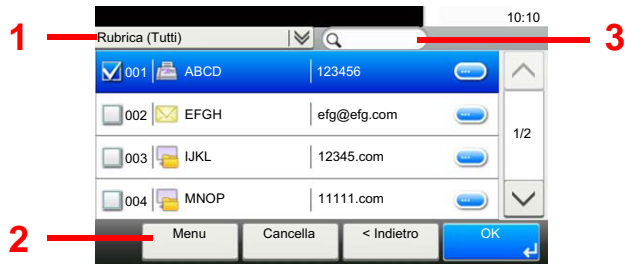 10:10
1 Rubrica (Tutti) 3
001 ABCD 123456
002 EFGH efg@efg.com
1/2
003 IJKL 12345.com
004 MNOP 11111.com
2 Menu Cancella < Indietro OK